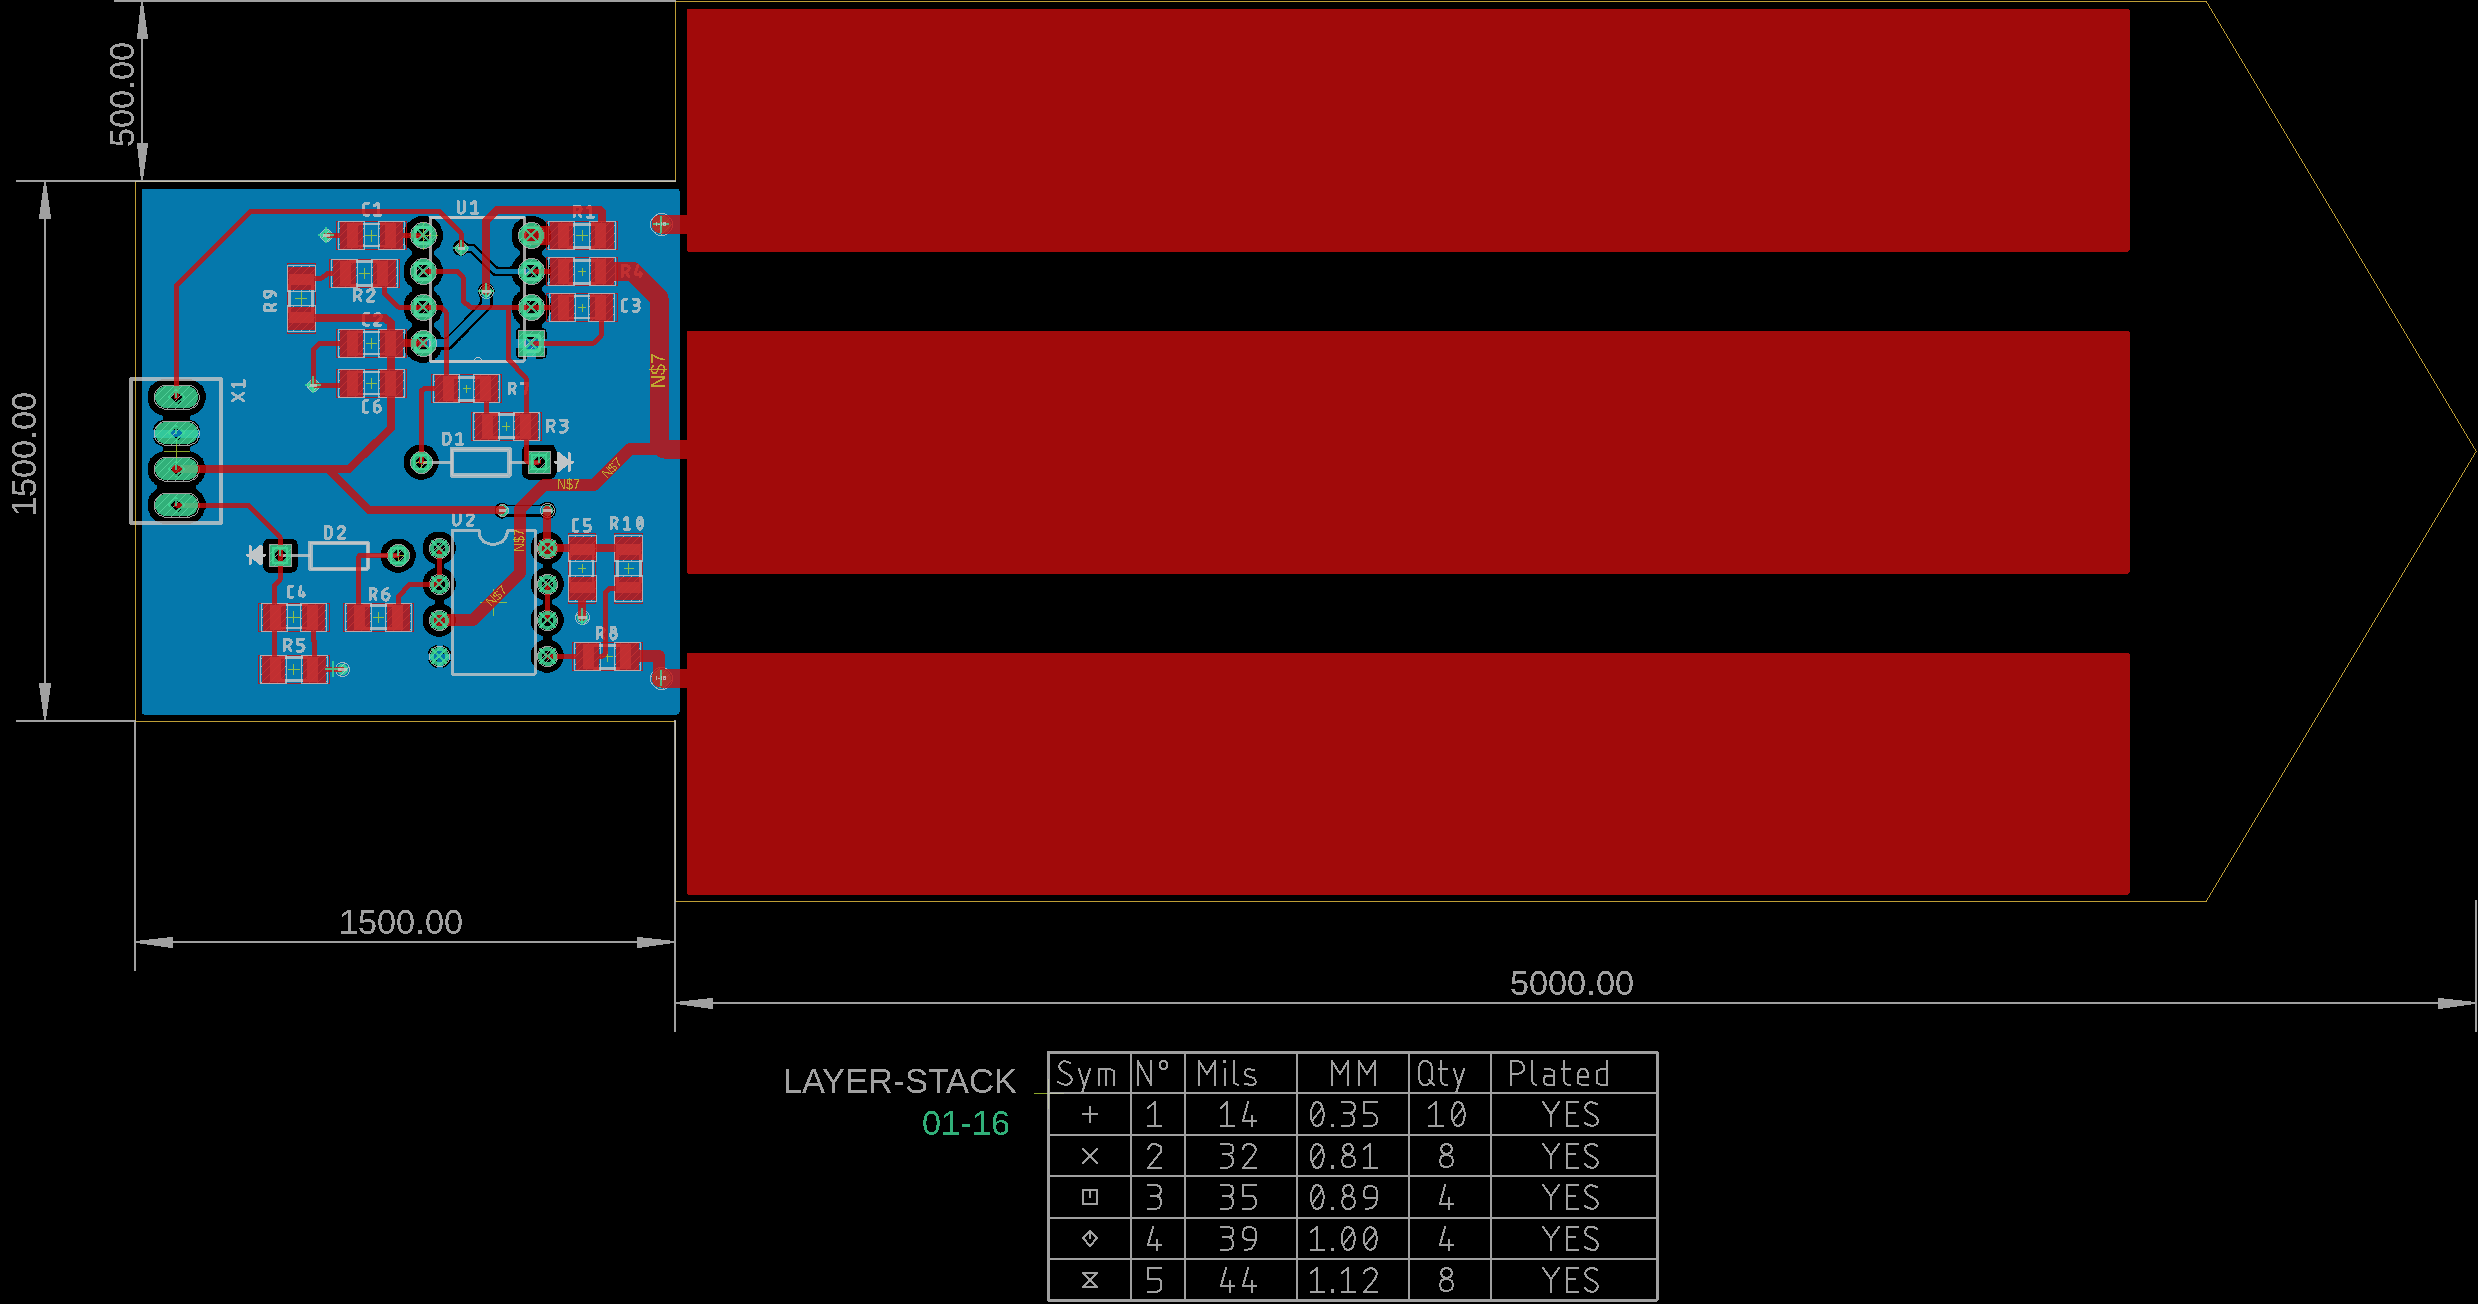 500.00
1500.00
C1
U1
R1
R4
R9
R2
C3
C2
N$7
X1
C6
R7
R3
D1
N$7
N$7
U2
C5
R10
D2
N$7
C4
R6
N$7
R5
R8
1500.00
5000.00
LAYER-STACK
01-16
Sym N° Mils MM Qty Plated
+ 1 14 0.35 10 YES
× 2 32 0.81 8 YES
3 35 0.89 4 YES
4 39 1.00 4 YES
5 44 1.12 8 YES